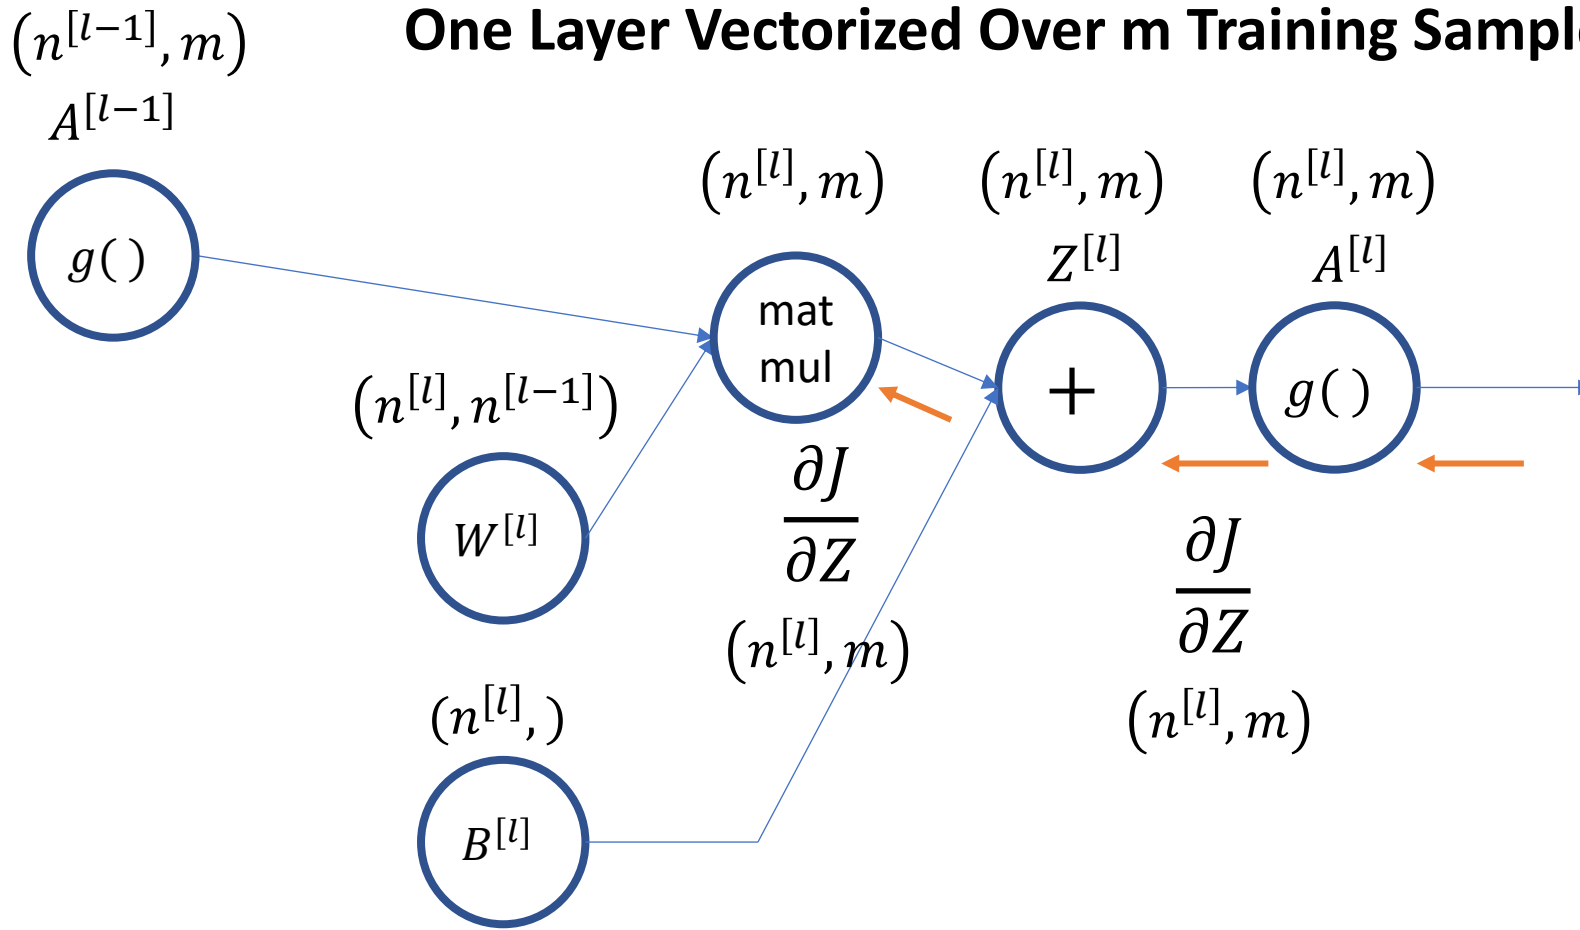 One Layer Vectorized Over m Training Sampl
(n^[l−1], m)
A^[l−1]
g( )
(n^[l], m)
mat
mul
(n^[l], m)
Z^[l]
+
(n^[l], m)
A^[l]
g( )
(n^[l], n^[l−1])
W^[l]
∂J
∂Z
(n^[l], m)
∂J
∂Z
(n^[l], m)
(n^[l], )
B^[l]